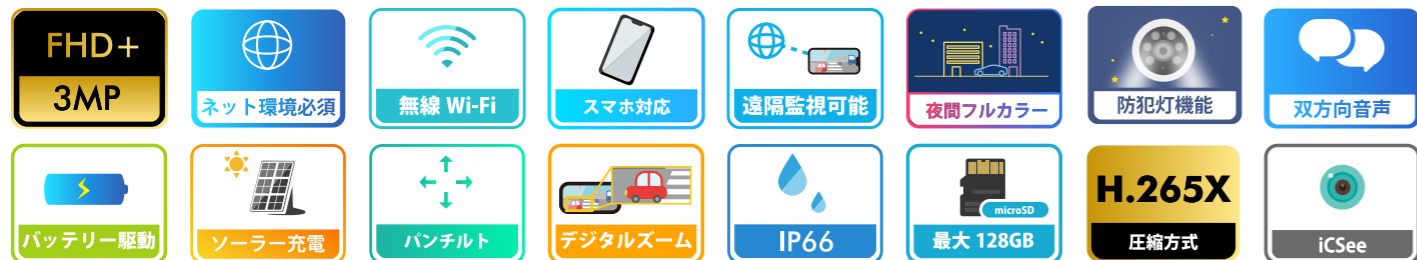 FHD+
3MP
ネット環境必須
無線 Wi-Fi
スマホ対応
遠隔監視可能
夜間フルカラー
防犯灯機能
双方向音声
バッテリー駆動
ソーラー充電
パンチルト
デジタルズーム
IP66
microSD
最大 128GB
H.265X
圧縮方式
iCSee